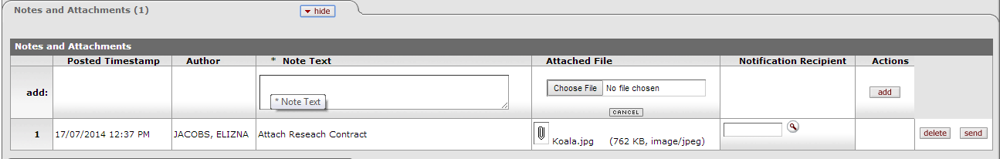 Notes and Attachments (1)
hide
Notes and Attachments
Posted Timestamp Author * Note Text Attached File Notification Recipient Actions
add: Choose File No file chosen add
* Note Text
CANCEL
1 17/07/2014 12:37 PM JACOBS, ELIZNA Attach Reseach Contract Koala.jpg (762 KB, image/jpeg) delete send